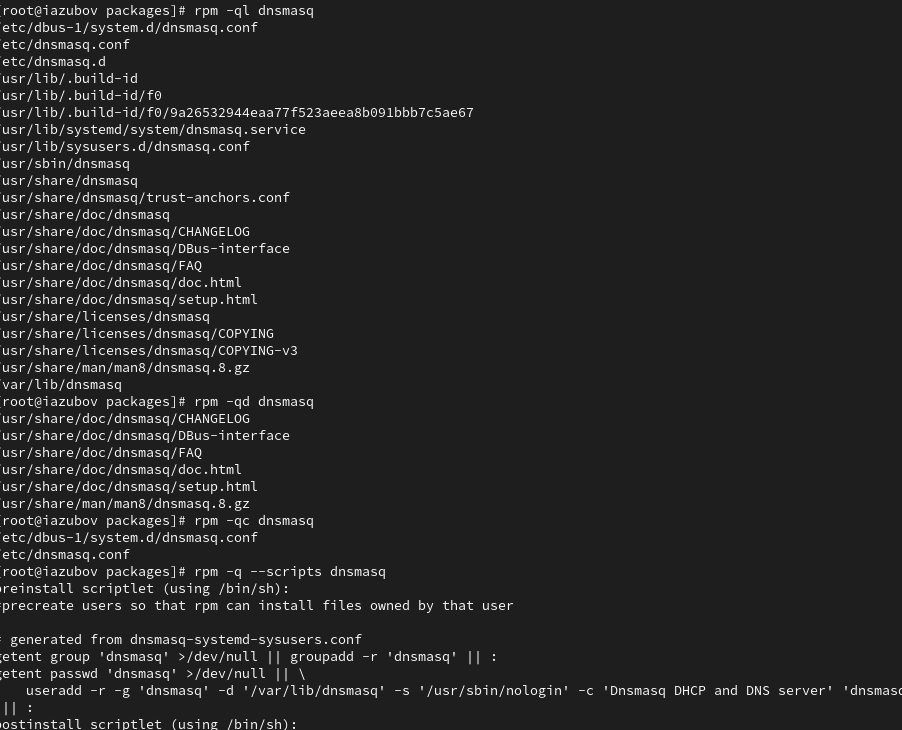 [root@iazubov packages]# rpm -ql dnsmasq
/etc/dbus-1/system.d/dnsmasq.conf
/etc/dnsmasq.conf
/etc/dnsmasq.d
/usr/lib/.build-id
/usr/lib/.build-id/f0
/usr/lib/.build-id/f0/9a26532944eaa77f523aeea8b091bbb7c5ae67
/usr/lib/systemd/system/dnsmasq.service
/usr/lib/sysusers.d/dnsmasq.conf
/usr/sbin/dnsmasq
/usr/share/dnsmasq
/usr/share/dnsmasq/trust-anchors.conf
/usr/share/doc/dnsmasq
/usr/share/doc/dnsmasq/CHANGELOG
/usr/share/doc/dnsmasq/DBus-interface
/usr/share/doc/dnsmasq/FAQ
/usr/share/doc/dnsmasq/doc.html
/usr/share/doc/dnsmasq/setup.html
/usr/share/licenses/dnsmasq
/usr/share/licenses/dnsmasq/COPYING
/usr/share/licenses/dnsmasq/COPYING-v3
/usr/share/man/man8/dnsmasq.8.gz
/var/lib/dnsmasq
[root@iazubov packages]# rpm -qd dnsmasq
/usr/share/doc/dnsmasq/CHANGELOG
/usr/share/doc/dnsmasq/DBus-interface
/usr/share/doc/dnsmasq/FAQ
/usr/share/doc/dnsmasq/doc.html
/usr/share/doc/dnsmasq/setup.html
/usr/share/man/man8/dnsmasq.8.gz
[root@iazubov packages]# rpm -qc dnsmasq
/etc/dbus-1/system.d/dnsmasq.conf
/etc/dnsmasq.conf
[root@iazubov packages]# rpm -q --scripts dnsmasq
preinstall scriptlet (using /bin/sh):
#precreate users so that rpm can install files owned by that user

# generated from dnsmasq-systemd-sysusers.conf
getent group 'dnsmasq' >/dev/null || groupadd -r 'dnsmasq' || :
getent passwd 'dnsmasq' >/dev/null || \
    useradd -r -g 'dnsmasq' -d '/var/lib/dnsmasq' -s '/usr/sbin/nologin' -c 'Dnsmasq DHCP and DNS server' 'dnsmasq
 || :
postinstall scriptlet (using /bin/sh):